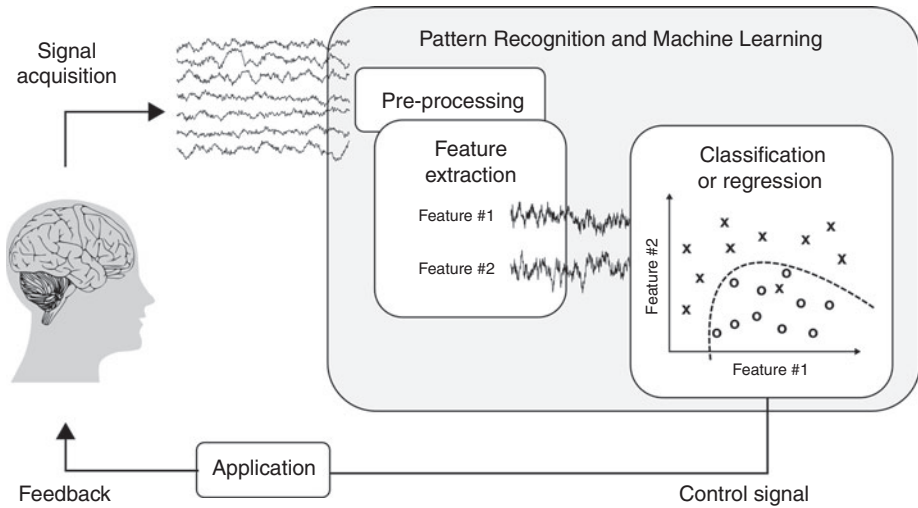 Signal
acquisition
Pattern Recognition and Machine Learning
Pre-processing
Feature
extraction
Feature #1
Feature #2
Classification
or regression
Feature #2
x x x x x x x x x x x
o o o o o o o o o o o
Feature #1
Application
Feedback
Control signal